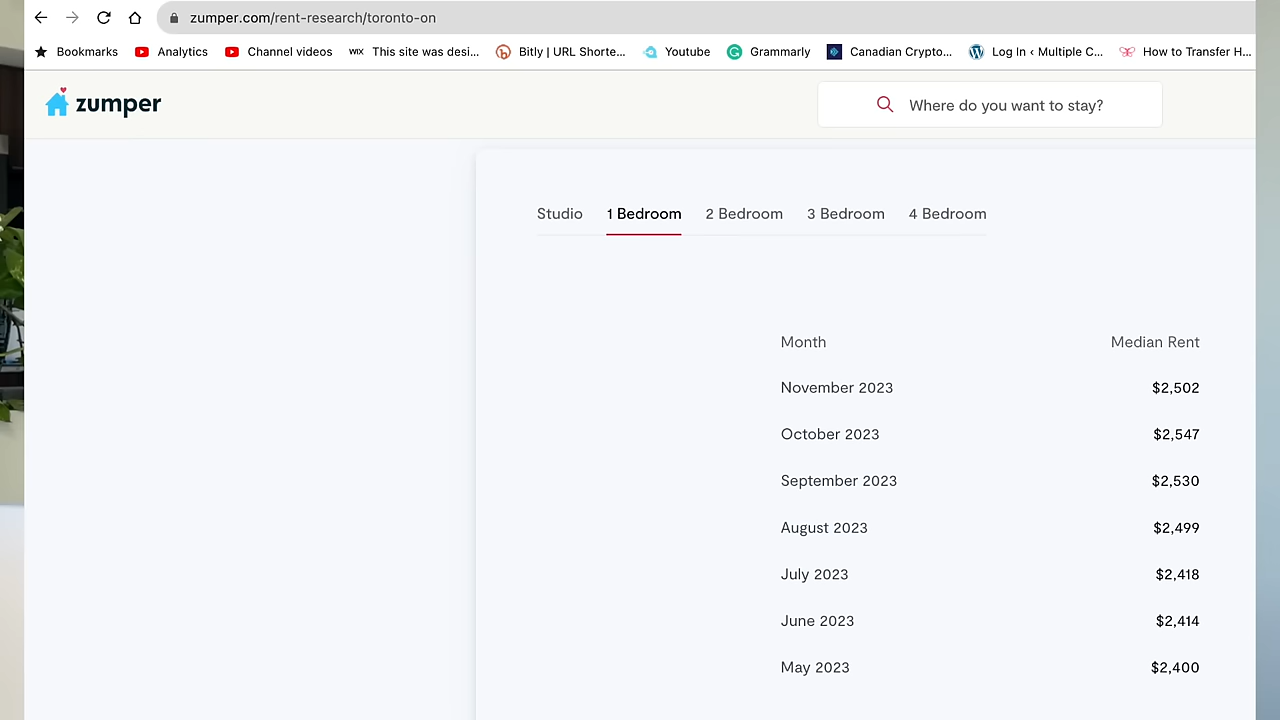 zumper.com/rent-research/toronto-on
Bookmarks Analytics Channel videos WIX This site was desi... Bitly | URL Shorte... Youtube Grammarly Canadian Crypto... Log In ‹ Multiple C... How to Transfer H...
zumper Where do you want to stay?
Studio 1 Bedroom 2 Bedroom 3 Bedroom 4 Bedroom
Month Median Rent
November 2023 $2,502
October 2023 $2,547
September 2023 $2,530
August 2023 $2,499
July 2023 $2,418
June 2023 $2,414
May 2023 $2,400